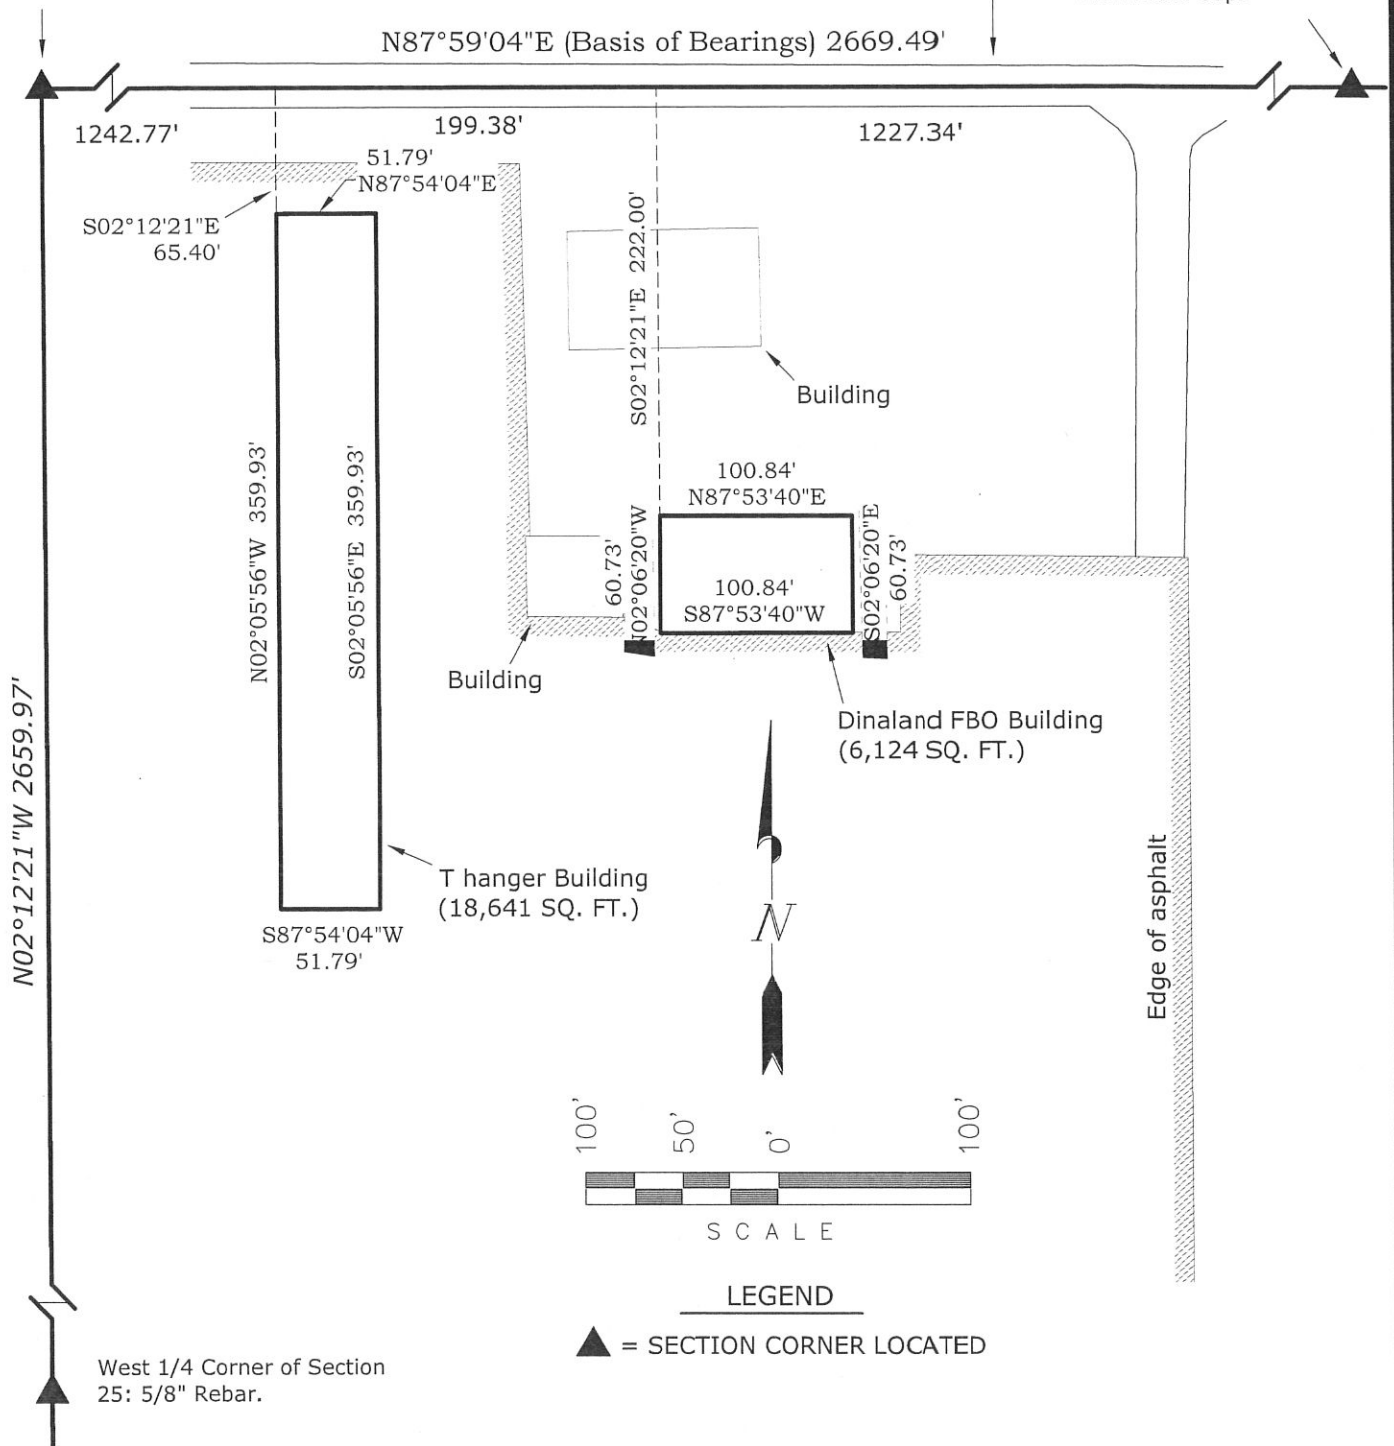 N87°59'04"E (Basis of Bearings) 2669.49'
1242.77'
199.38'
1227.34'
51.79'
N87°54'04"E
S02°12'21"E
65.40'
S02°12'21"E 222.00'
Building
N02°05'56"W 359.93'
S02°05'56"E 359.93'
100.84'
N87°53'40"E
60.73'
N02°06'20"W
100.84'
S87°53'40"W
S02°06'20"E
60.73'
Building
Dinaland FBO Building
(6,124 SQ. FT.)
N02°12'21"W 2659.97'
T hanger Building
(18,641 SQ. FT.)
S87°54'04"W
51.79'
N
Edge of asphalt
100' 50' 0' 100'
SCALE
LEGEND
= SECTION CORNER LOCATED
West 1/4 Corner of Section
25: 5/8" Rebar.